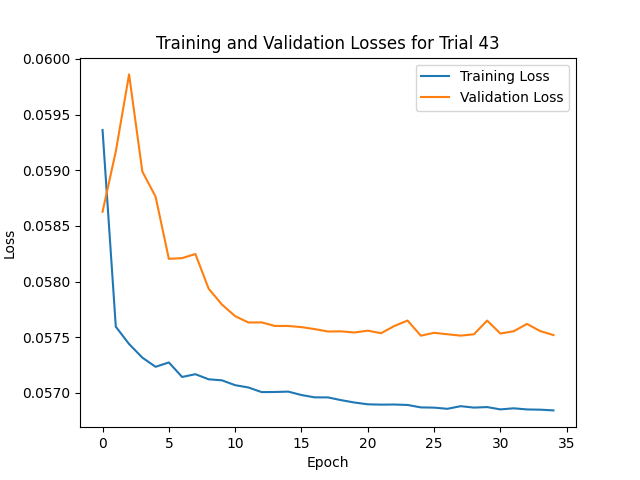 Training and Validation Losses for Trial 43
0.0600
0.0595
0.0590
0.0585
0.0580
0.0575
0.0570
Loss
Training Loss
Validation Loss
0 5 10 15 20 25 30 35
Epoch